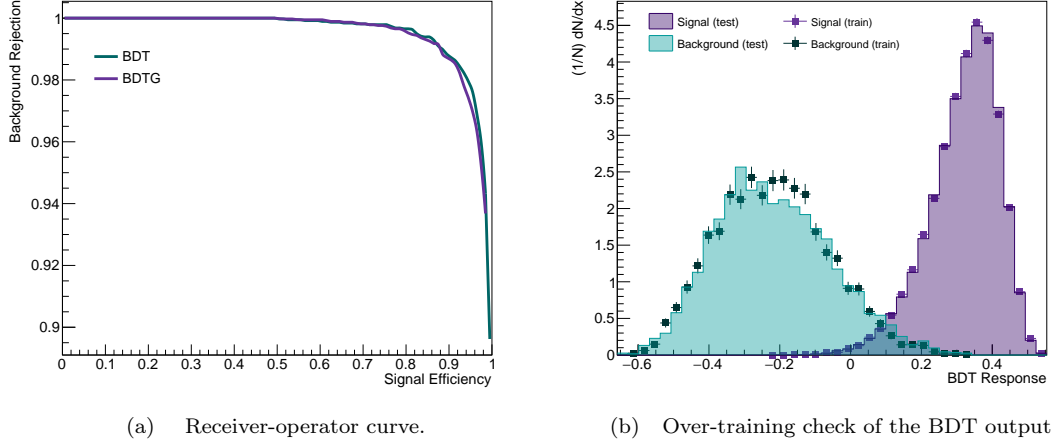 Background Rejection
1
0.98
0.96
0.94
0.92
0.9
BDT
BDTG
0 0.1 0.2 0.3 0.4 0.5 0.6 0.7 0.8 0.9 1
Signal Efficiency
(a) Receiver-operator curve.
(1/N) dN/dx
4.5
4
3.5
3
2.5
2
1.5
1
0.5
0
Signal (test) Signal (train)
Background (test) Background (train)
−0.6 −0.4 −0.2 0 0.2 0.4
BDT Response
(b) Over-training check of the BDT output